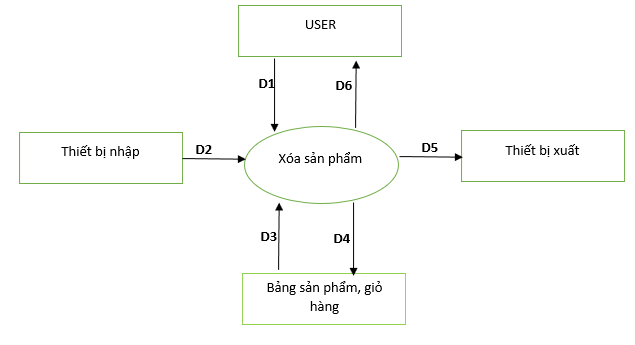 USER
D1
D6
Thiết bị nhập
D2
Xóa sản phẩm
D5
Thiết bị xuất
D3
D4
Bảng sản phẩm, giỏ
hàng